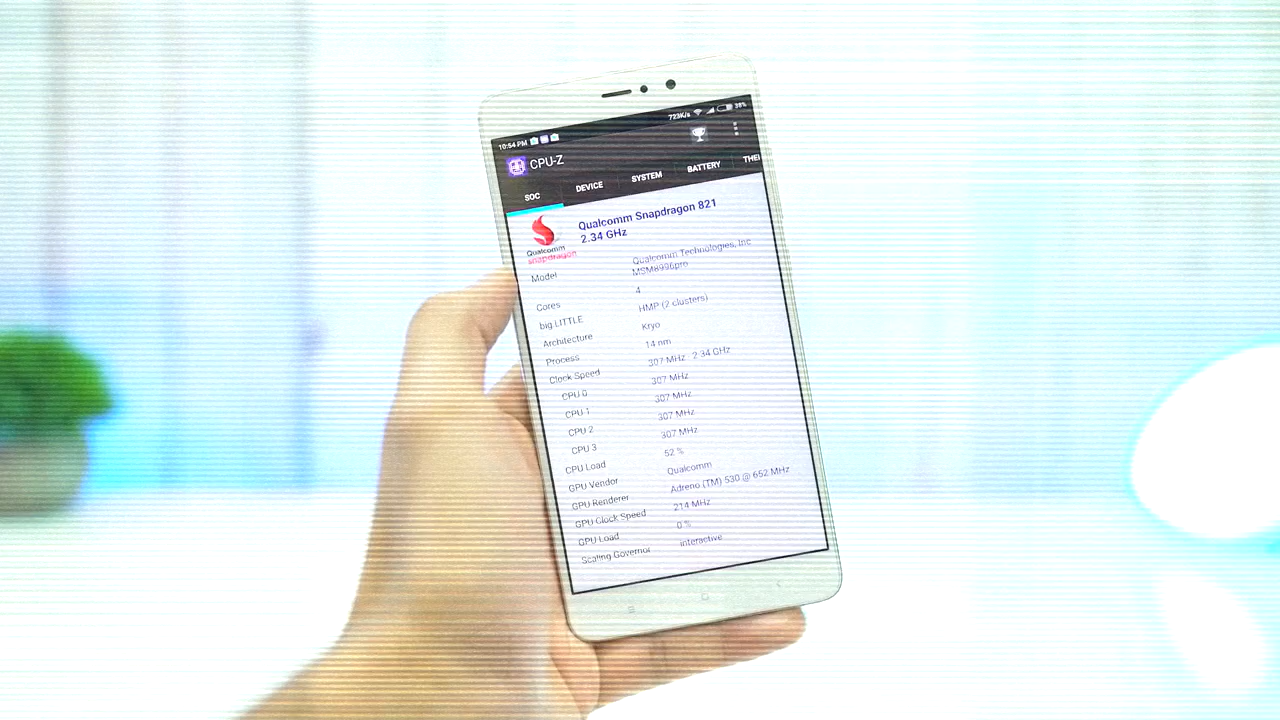 10:54 PM 723K/s 38%
CPU-Z
SOC DEVICE SYSTEM BATTERY THE
Qualcomm Snapdragon 821
2.34 GHz
Qualcomm
snapdragon
Model Qualcomm Technologies, Inc
MSM8996pro
Cores 4
big.LITTLE HMP (2 clusters)
Architecture Kryo
Process 14 nm
Clock Speed 307 MHz 2.34 GHz
CPU 0 307 MHz
CPU 1 307 MHz
CPU 2 307 MHz
CPU 3 307 MHz
CPU Load 52 %
GPU Vendor Qualcomm
GPU Renderer Adreno (TM) 530 @ 652 MHz
GPU Clock Speed 214 MHz
GPU Load 0 %
Scaling Governor interactive